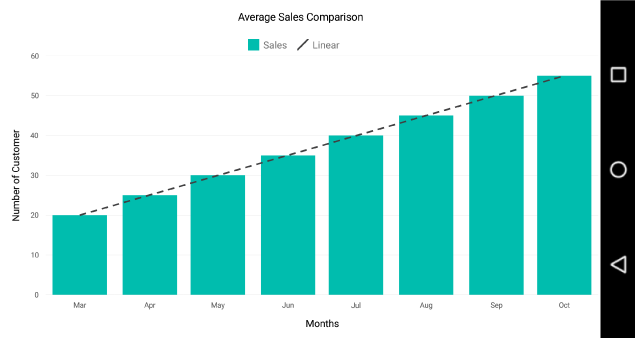 Average Sales Comparison
Sales Linear
60
50
40
30
20
10
0
Number of Customer
Mar Apr May Jun Jul Aug Sep Oct
Months